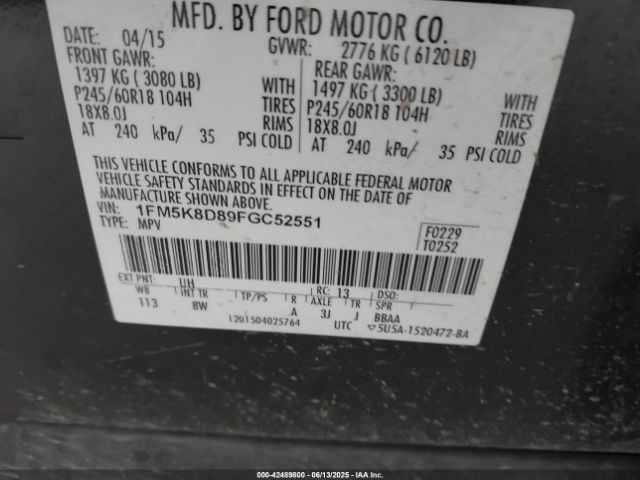 MFD. BY FORD MOTOR CO.
DATE: 04/15 GVWR: 2776 KG ( 6120 LB)
FRONT GAWR: REAR GAWR:
1397 KG ( 3080 LB) WITH 1497 KG ( 3300 LB) WITH
P245/60R18 104H TIRES P245/60R18 104H TIRES
18X8.0J RIMS 18X8.0J RIMS
AT 240 kPa/ 35 PSI COLD AT 240 kPa/ 35 PSI COLD
THIS VEHICLE CONFORMS TO ALL APPLICABLE FEDERAL MOTOR
VEHICLE SAFETY STANDARDS IN EFFECT ON THE DATE OF
MANUFACTURE SHOWN ABOVE.
VIN: 1FM5K8D89FGC52551
TYPE: MPV
F0229
T0252
EXT PNT: UH RC: 13 DSO:
WB INT TR TP/PS R AXLE TR SPR
113 8W A 3J J BBAA
1201504025764 UTC ▽5U5A-1520472-BA
000-42489800 - 06/13/2025 - IAA Inc.